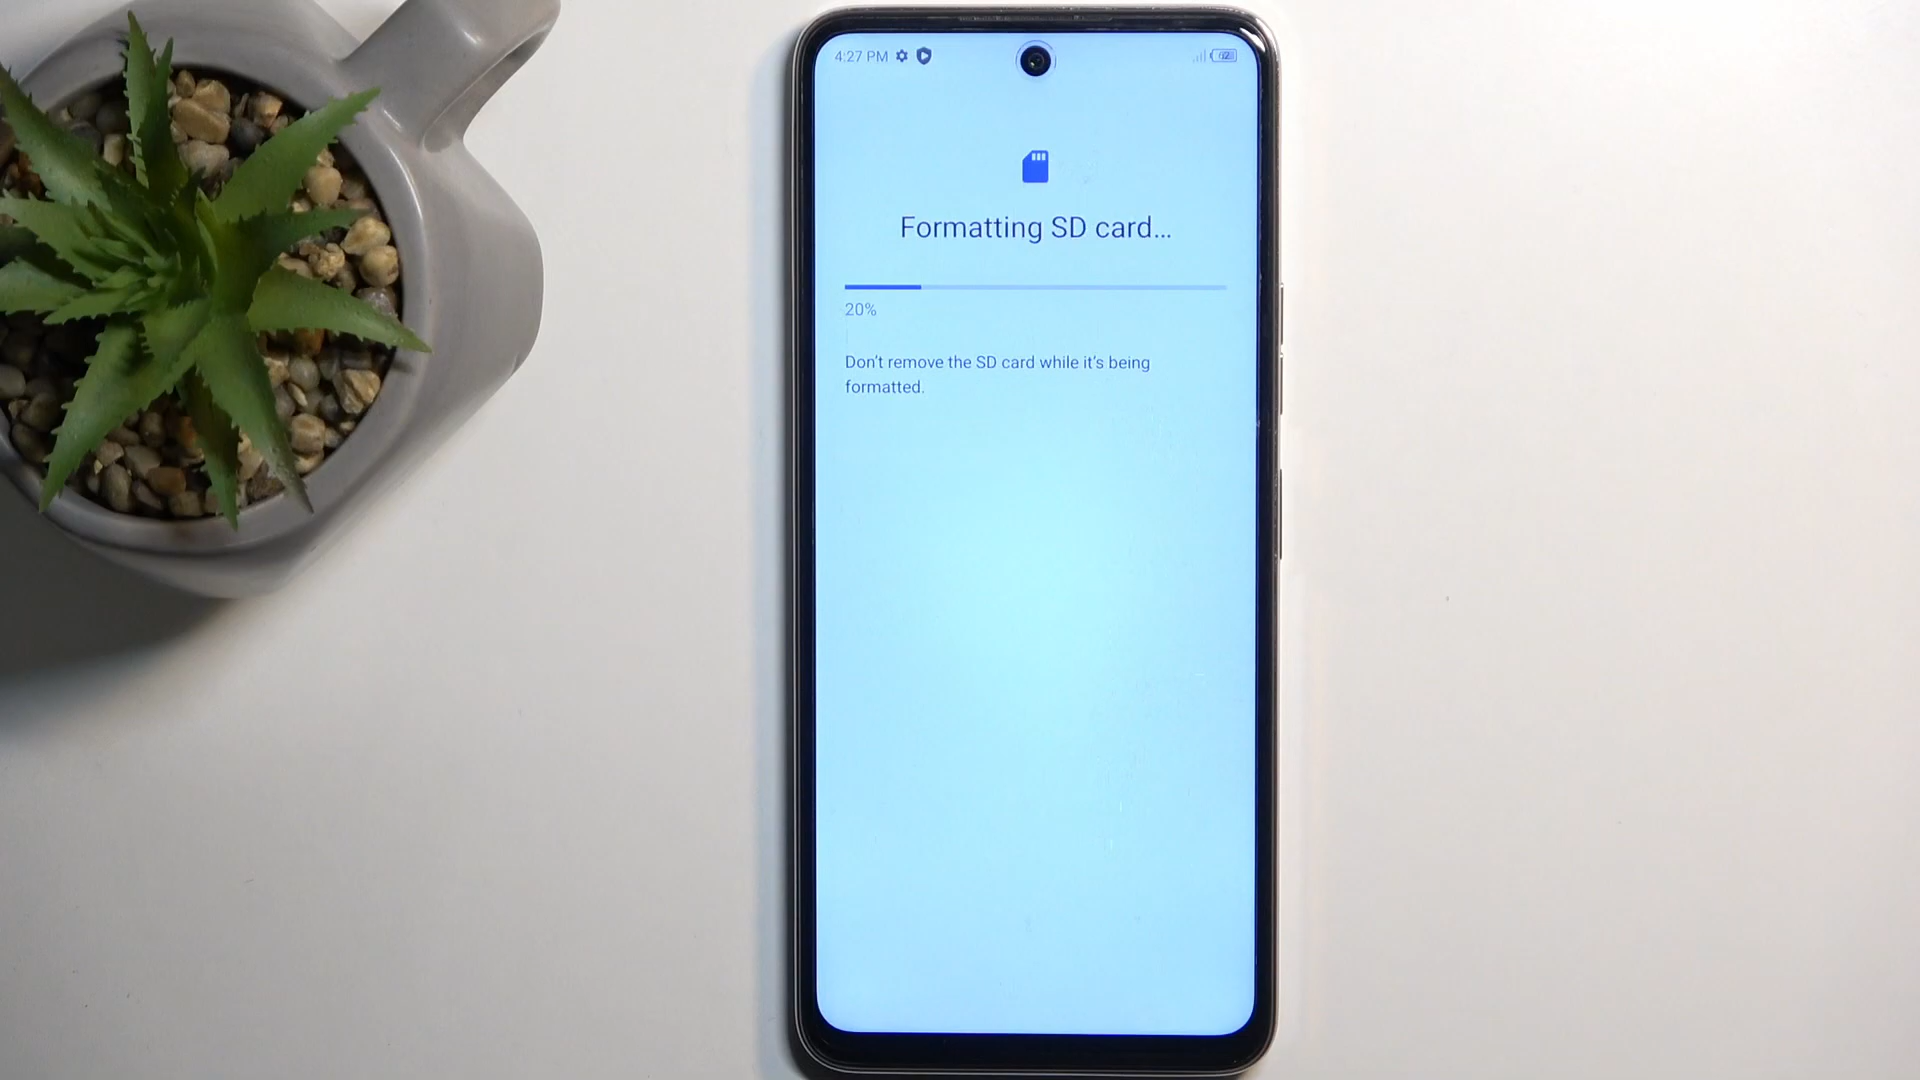 4:27 PM
Formatting SD card...
20%
Don't remove the SD card while it's being
formatted.